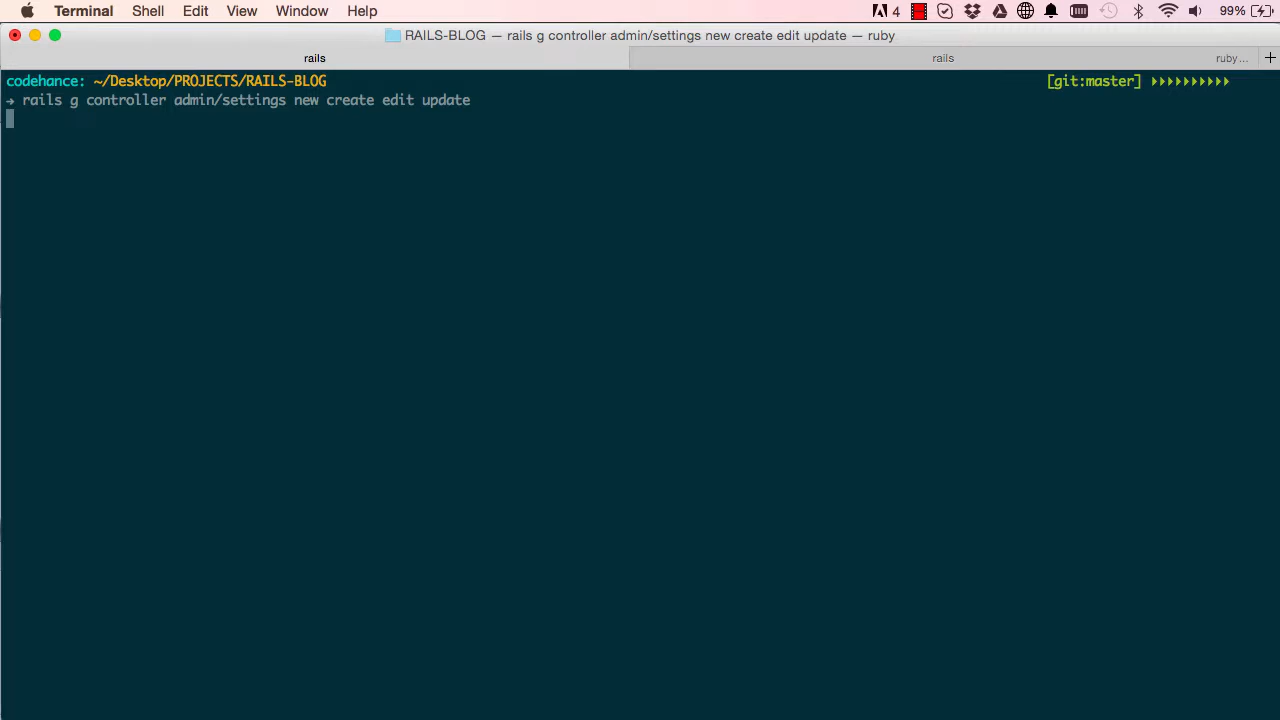 Terminal Shell Edit View Window Help 4 99%
RAILS-BLOG — rails g controller admin/settings new create edit update — ruby
rails rails ruby... +
codehance: ~/Desktop/PROJECTS/RAILS-BLOG [git:master]
→ rails g controller admin/settings new create edit update